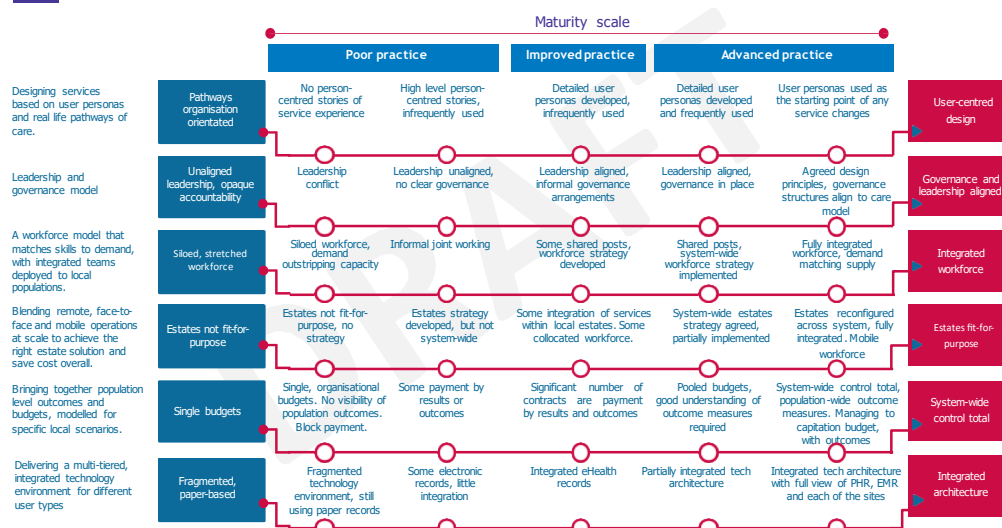 Maturity scale
Poor practice
Improved practice
Advanced practice
Designing services
based on user personas
and real life pathways of
care.
Pathways
organisation
orientated
No person-
centred stories of
service experience
High level person-
centred stories,
infrequently used
Detailed user
personas developed,
infrequently used
Detailed user
personas developed
and frequently used
User personas used as
the starting point of any
service changes
User-centred
design
Leadership and
governance model
Unaligned
leadership, opaque
accountability
Leadership
conflict
Leadership unaligned,
no clear governance
Leadership aligned,
informal governance
arrangements
Leadership aligned,
governance in place
Agreed design
principles, governance
structures align to care
model
Governance and
leadership aligned
A workforce model that
matches skills to demand,
with integrated teams
deployed to local
populations.
Siloed, stretched
workforce
Siloed workforce,
demand
outstripping capacity
Informal joint working
Some shared posts,
workforce strategy
developed
Shared posts,
system-wide
workforce strategy
implemented
Fully integrated
workforce, demand
matching supply
Integrated
workforce
Blending remote, face-to-
face and mobile operations
at scale to achieve the
right estate solution and
save cost overall.
Estates not fit-for-
purpose
Estates not fit-for-
purpose, no
strategy
Estates strategy
developed, but not
system-wide
Some integration of services
within local estates. Some
collocated workforce.
System-wide estates
strategy agreed,
partially implemented
Estates reconfigured
across system, fully
integrated. Mobile
workforce
Estates fit-for-
purpose
Bringing together population
level outcomes and
budgets, modelled for
specific local scenarios.
Single budgets
Single, organisational
budgets. No visibility of
population outcomes.
Block payment.
Some payment by
results or
outcomes
Significant number of
contracts are payment
by results and outcomes
Pooled budgets,
good understanding of
outcome measures
required
System-wide control total,
population-wide outcome
measures. Managing to
capitation budget,
with outcomes
System-wide
control total
Delivering a multi-tiered,
integrated technology
environment for different
user types
Fragmented,
paper-based
Fragmented
technology
environment, still
using paper records
Some electronic
records, little
integration
Integrated eHealth
records
Partially integrated tech
architecture
Integrated tech architecture
with full view of PHR, EMR
and each of the sites
Integrated
architecture
DRAFT